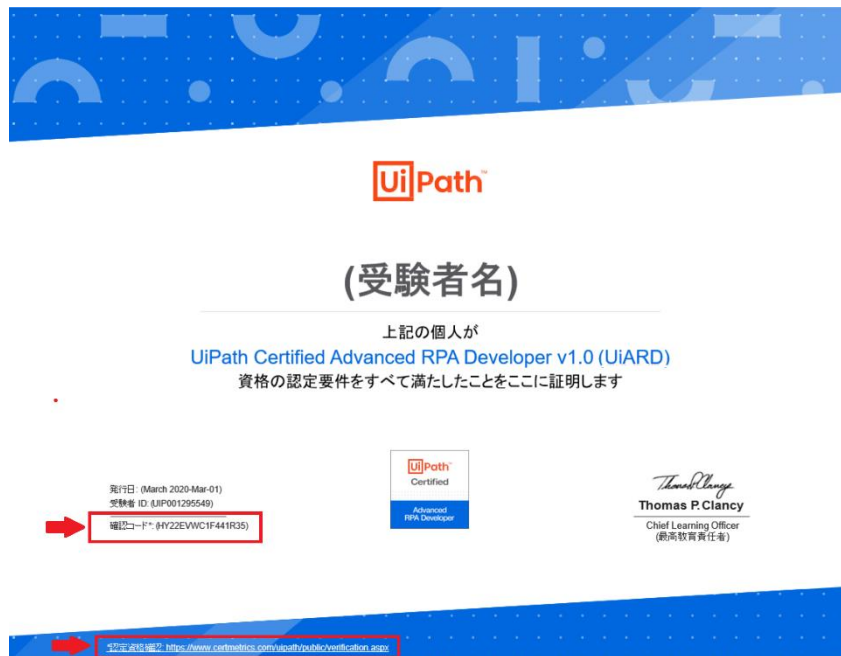 UiPath™
(受験者名)
上記の個人が
UiPath Certified Advanced RPA Developer v1.0 (UiARD)
資格の認定要件をすべて満たしたことをここに証明します
発行日: (March 2020-Mar-01)
受験者 ID: (UIP001295549)
確認コード*: (HY22EVWC1F441R35)
UiPath™
Certified
Advanced
RPA Developer
Thomas P. Clancy
Thomas P. Clancy
Chief Learning Officer
(最高教育責任者)
*認定資格確認: https://www.certmetrics.com/uipath/public/verification.aspx